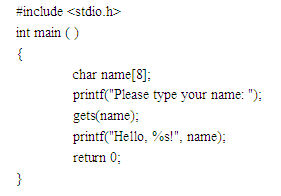 #include <stdio.h>
int main ( )
{
char name[8];
printf("Please type your name: ");
gets(name);
printf("Hello, %s!", name);
return 0;
}